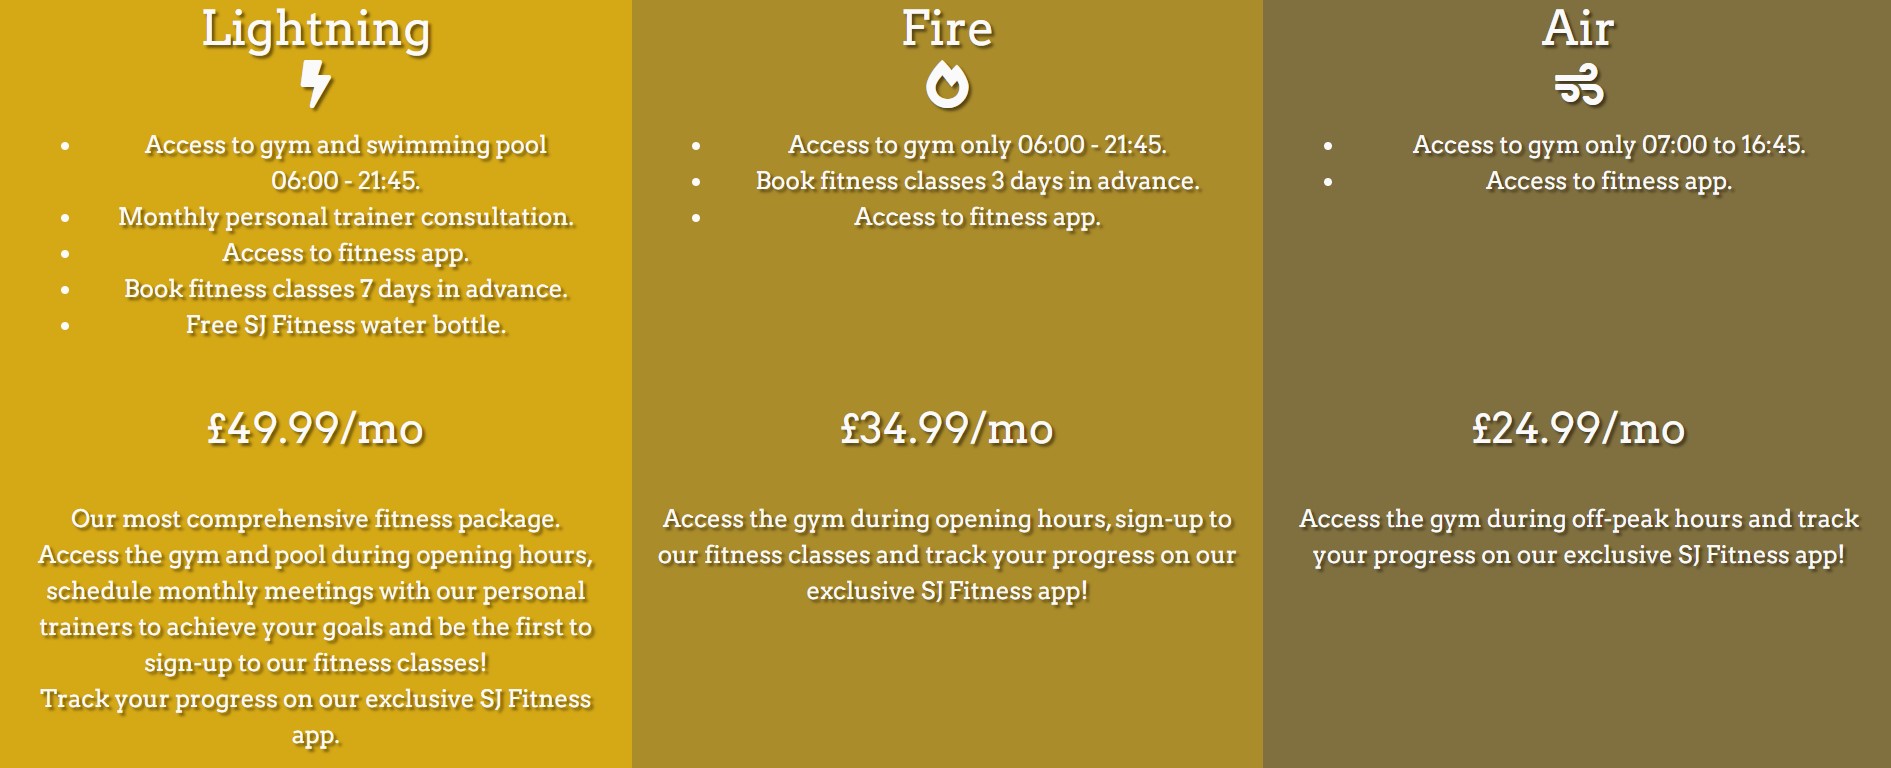 Lightning
Access to gym and swimming pool
06:00 - 21:45.
Monthly personal trainer consultation.
Access to fitness app.
Book fitness classes 7 days in advance.
Free SJ Fitness water bottle.
£49.99/mo
Our most comprehensive fitness package.
Access the gym and pool during opening hours,
schedule monthly meetings with our personal
trainers to achieve your goals and be the first to
sign-up to our fitness classes!
Track your progress on our exclusive SJ Fitness
app.
Fire
Access to gym only 06:00 - 21:45.
Book fitness classes 3 days in advance.
Access to fitness app.
£34.99/mo
Access the gym during opening hours, sign-up to
our fitness classes and track your progress on our
exclusive SJ Fitness app!
Air
Access to gym only 07:00 to 16:45.
Access to fitness app.
£24.99/mo
Access the gym during off-peak hours and track
your progress on our exclusive SJ Fitness app!